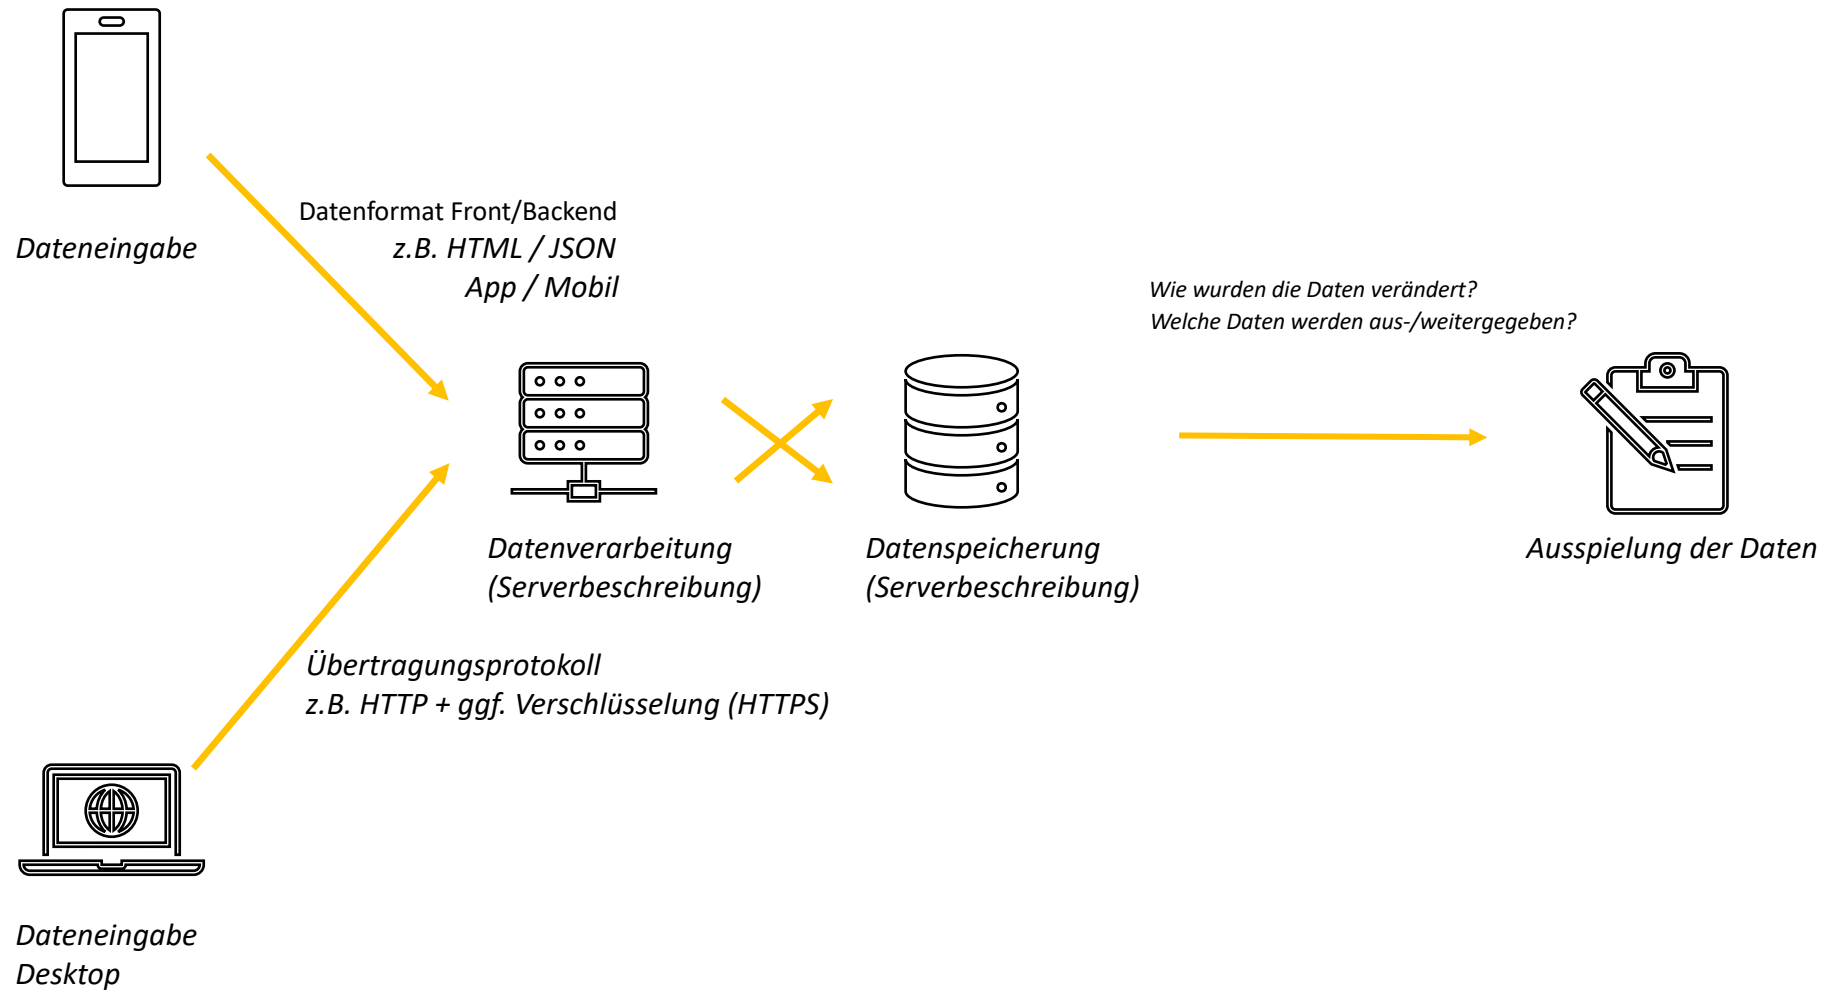 Dateneingabe
Datenformat Front/Backend
z.B. HTML / JSON
App / Mobil
Wie wurden die Daten verändert?
Welche Daten werden aus-/weitergegeben?
Datenverarbeitung
(Serverbeschreibung)
Datenspeicherung
(Serverbeschreibung)
Ausspielung der Daten
Übertragungsprotokoll
z.B. HTTP + ggf. Verschlüsselung (HTTPS)
Dateneingabe
Desktop